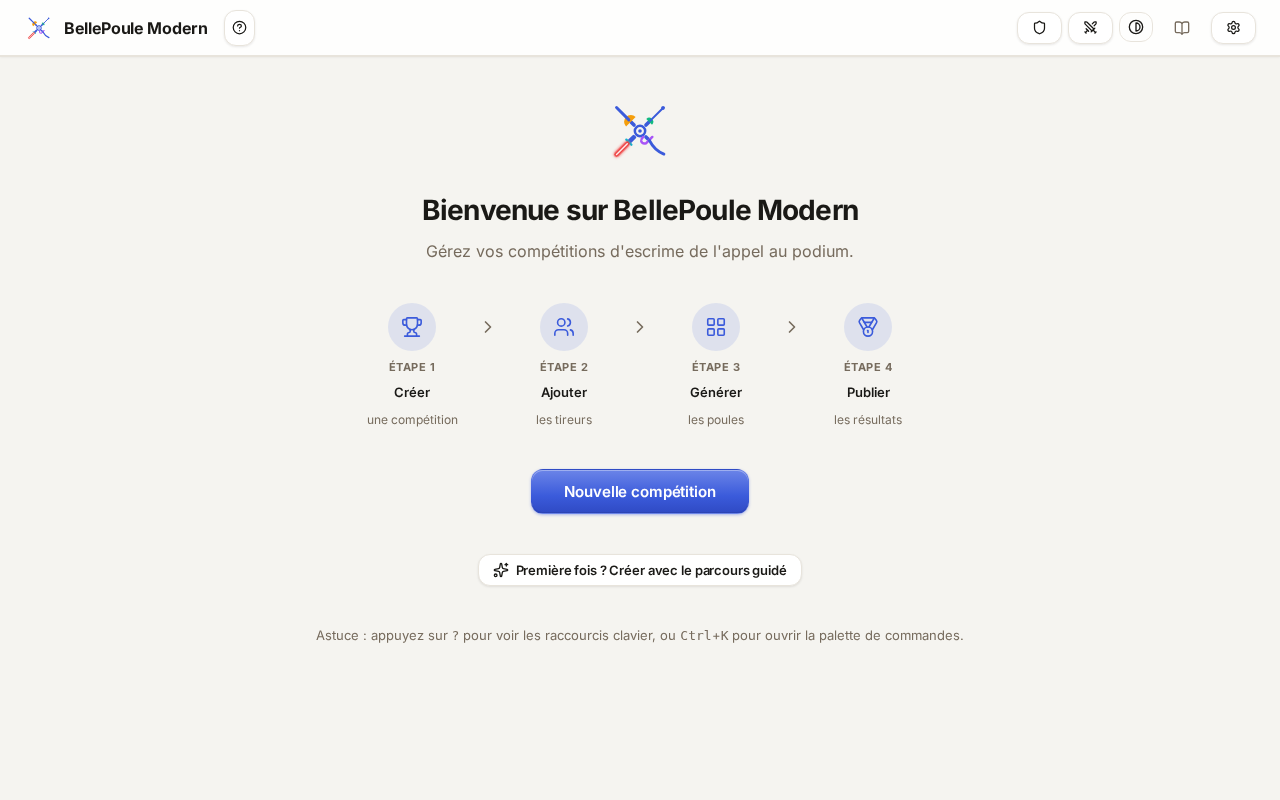 BellePoule Modern
Bienvenue sur BellePoule Modern
Gérez vos compétitions d'escrime de l'appel au podium.
ÉTAPE 1
Créer
une compétition
ÉTAPE 2
Ajouter
les tireurs
ÉTAPE 3
Générer
les poules
ÉTAPE 4
Publier
les résultats
Nouvelle compétition
Première fois ? Créer avec le parcours guidé
Astuce : appuyez sur ? pour voir les raccourcis clavier, ou Ctrl+K pour ouvrir la palette de commandes.